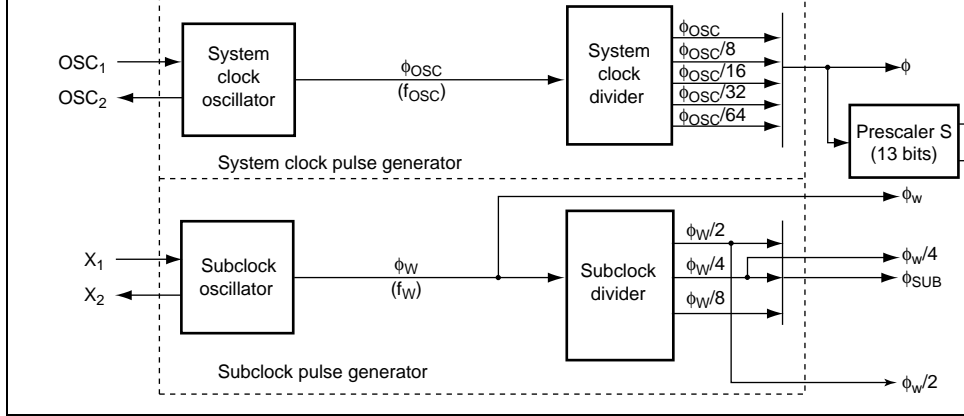 OSC1
OSC2
System
clock
oscillator
ϕOSC
(fOSC)
System
clock
divider
ϕOSC
ϕOSC/8
ϕOSC/16
ϕOSC/32
ϕOSC/64
ϕ
Prescaler S
(13 bits)
System clock pulse generator
ϕw
X1
X2
Subclock
oscillator
ϕW
(fW)
Subclock
divider
ϕW/2
ϕW/4
ϕW/8
ϕw/4
ϕSUB
ϕw/2
Subclock pulse generator